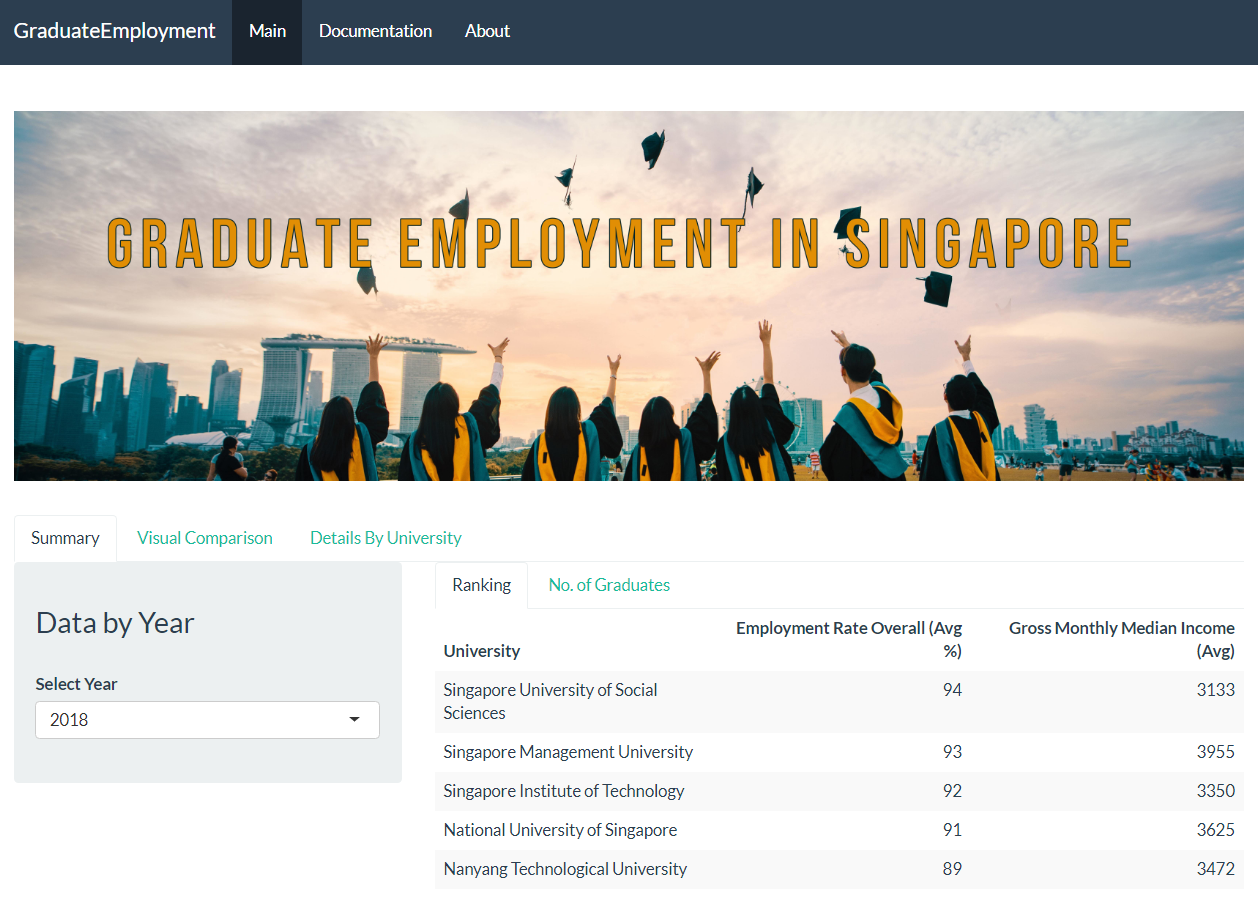 GraduateEmployment Main Documentation About
GRADUATE EMPLOYMENT IN SINGAPORE
Summary Visual Comparison Details By University
Data by Year
Select Year
2018
Ranking No. of Graduates
University Employment Rate Overall (Avg %) Gross Monthly Median Income (Avg)
Singapore University of Social Sciences 94 3133
Singapore Management University 93 3955
Singapore Institute of Technology 92 3350
National University of Singapore 91 3625
Nanyang Technological University 89 3472